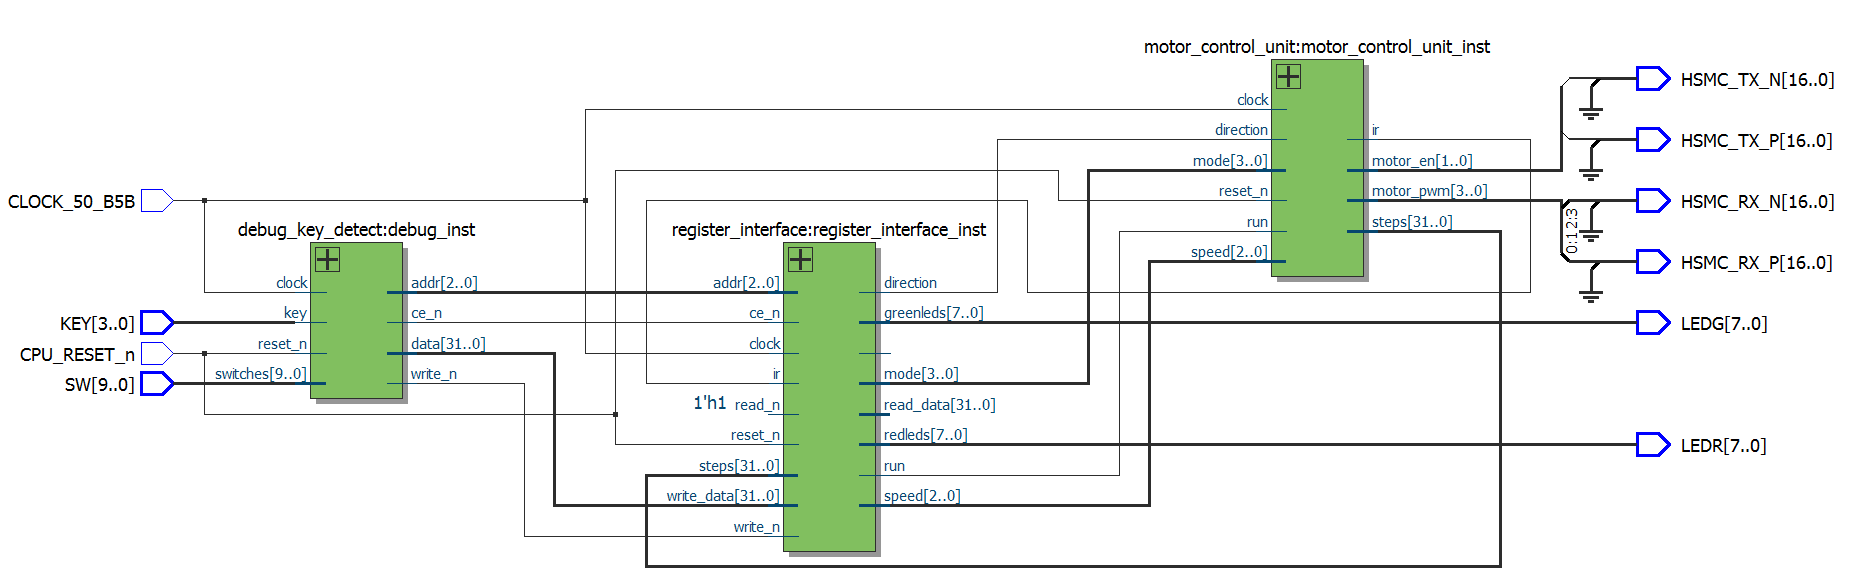 motor_control_unit:motor_control_unit_inst
clock
direction
mode[3..0]
reset_n
run
speed[2..0]
ir
motor_en[1..0]
motor_pwm[3..0]
steps[31..0]
HSMC_TX_N[16..0]
HSMC_TX_P[16..0]
HSMC_RX_N[16..0]
HSMC_RX_P[16..0]
0:1 2:3
CLOCK_50_B5B
debug_key_detect:debug_inst
clock
key
reset_n
switches[9..0]
addr[2..0]
ce_n
data[31..0]
write_n
KEY[3..0]
CPU_RESET_n
SW[9..0]
register_interface:register_interface_inst
addr[2..0]
ce_n
clock
ir
1'h1 read_n
reset_n
steps[31..0]
write_data[31..0]
write_n
direction
greenleds[7..0]
mode[3..0]
read_data[31..0]
redleds[7..0]
run
speed[2..0]
LEDG[7..0]
LEDR[7..0]